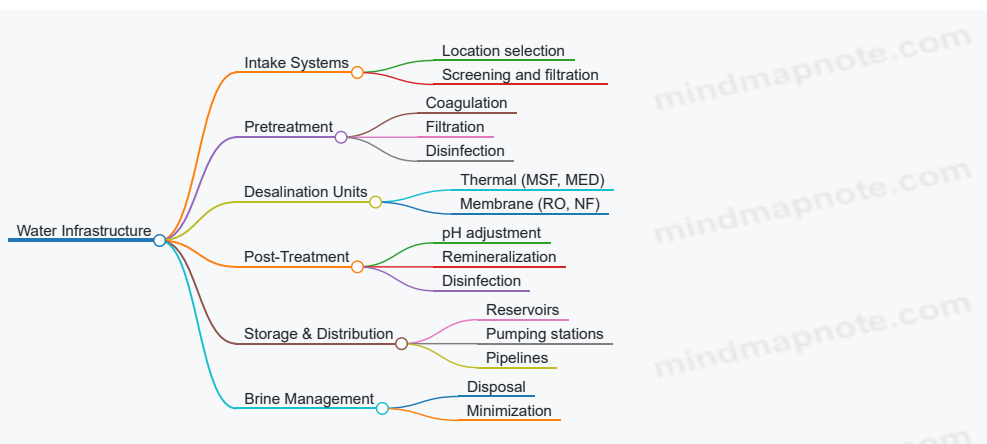 Water Infrastructure
Intake Systems
Location selection
Screening and filtration
Pretreatment
Coagulation
Filtration
Disinfection
Desalination Units
Thermal (MSF, MED)
Membrane (RO, NF)
Post-Treatment
pH adjustment
Remineralization
Disinfection
Storage & Distribution
Reservoirs
Pumping stations
Pipelines
Brine Management
Disposal
Minimization
mindmapnote.com
mindmapnote.com
mindmapnote.com
.com